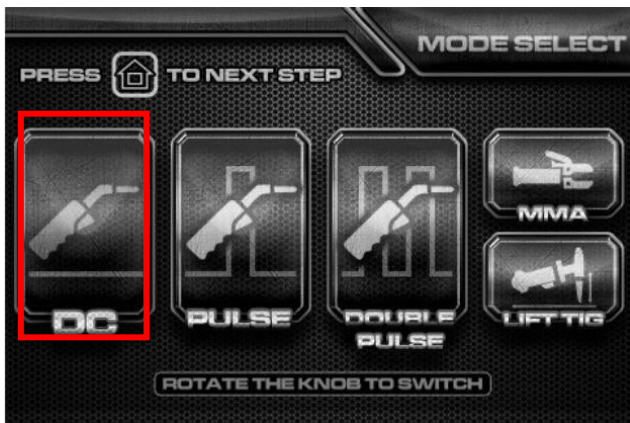 MODE SELECT
PRESS TO NEXT STEP
DC
PULSE
DOUBLE
PULSE
MMA
LIFT TIG
ROTATE THE KNOB TO SWITCH